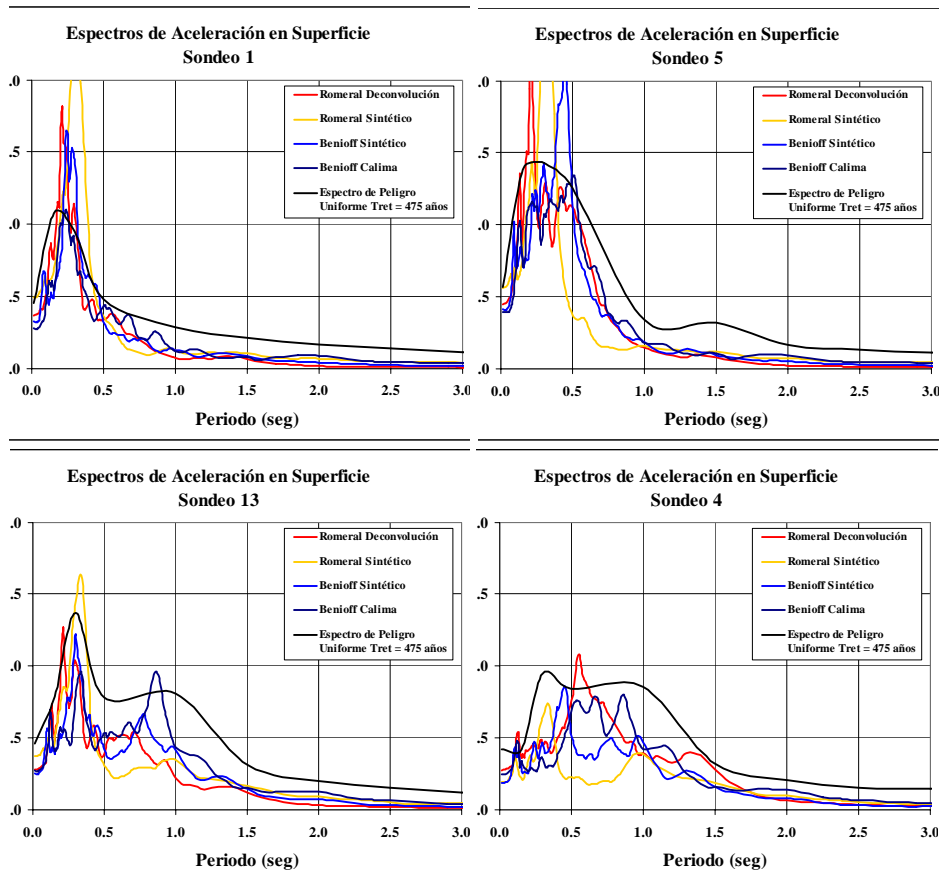 Espectros de Aceleración en Superficie
Sondeo 1
.0
.5
.0
.5
.0
Romeral Deconvolución
Romeral Sintético
Benioff Sintético
Benioff Calima
Espectro de Peligro
Uniforme Tret = 475 años
0.0 0.5 1.0 1.5 2.0 2.5 3.0
Periodo (seg)
Espectros de Aceleración en Superficie
Sondeo 5
.0
.5
.0
.5
.0
Romeral Deconvolución
Romeral Sintético
Benioff Sintético
Benioff Calima
Espectro de Peligro
Uniforme Tret = 475 años
0.0 0.5 1.0 1.5 2.0 2.5 3.0
Periodo (seg)
Espectros de Aceleración en Superficie
Sondeo 13
.0
.5
.0
.5
.0
Romeral Deconvolución
Romeral Sintético
Benioff Sintético
Benioff Calima
Espectro de Peligro
Uniforme Tret = 475 años
0.0 0.5 1.0 1.5 2.0 2.5 3.0
Periodo (seg)
Espectros de Aceleración en Superficie
Sondeo 4
.0
.5
.0
.5
.0
Romeral Deconvolución
Romeral Sintético
Benioff Sintético
Benioff Calima
Espectro de Peligro
Uniforme Tret = 475 años
0.0 0.5 1.0 1.5 2.0 2.5 3.0
Periodo (seg)